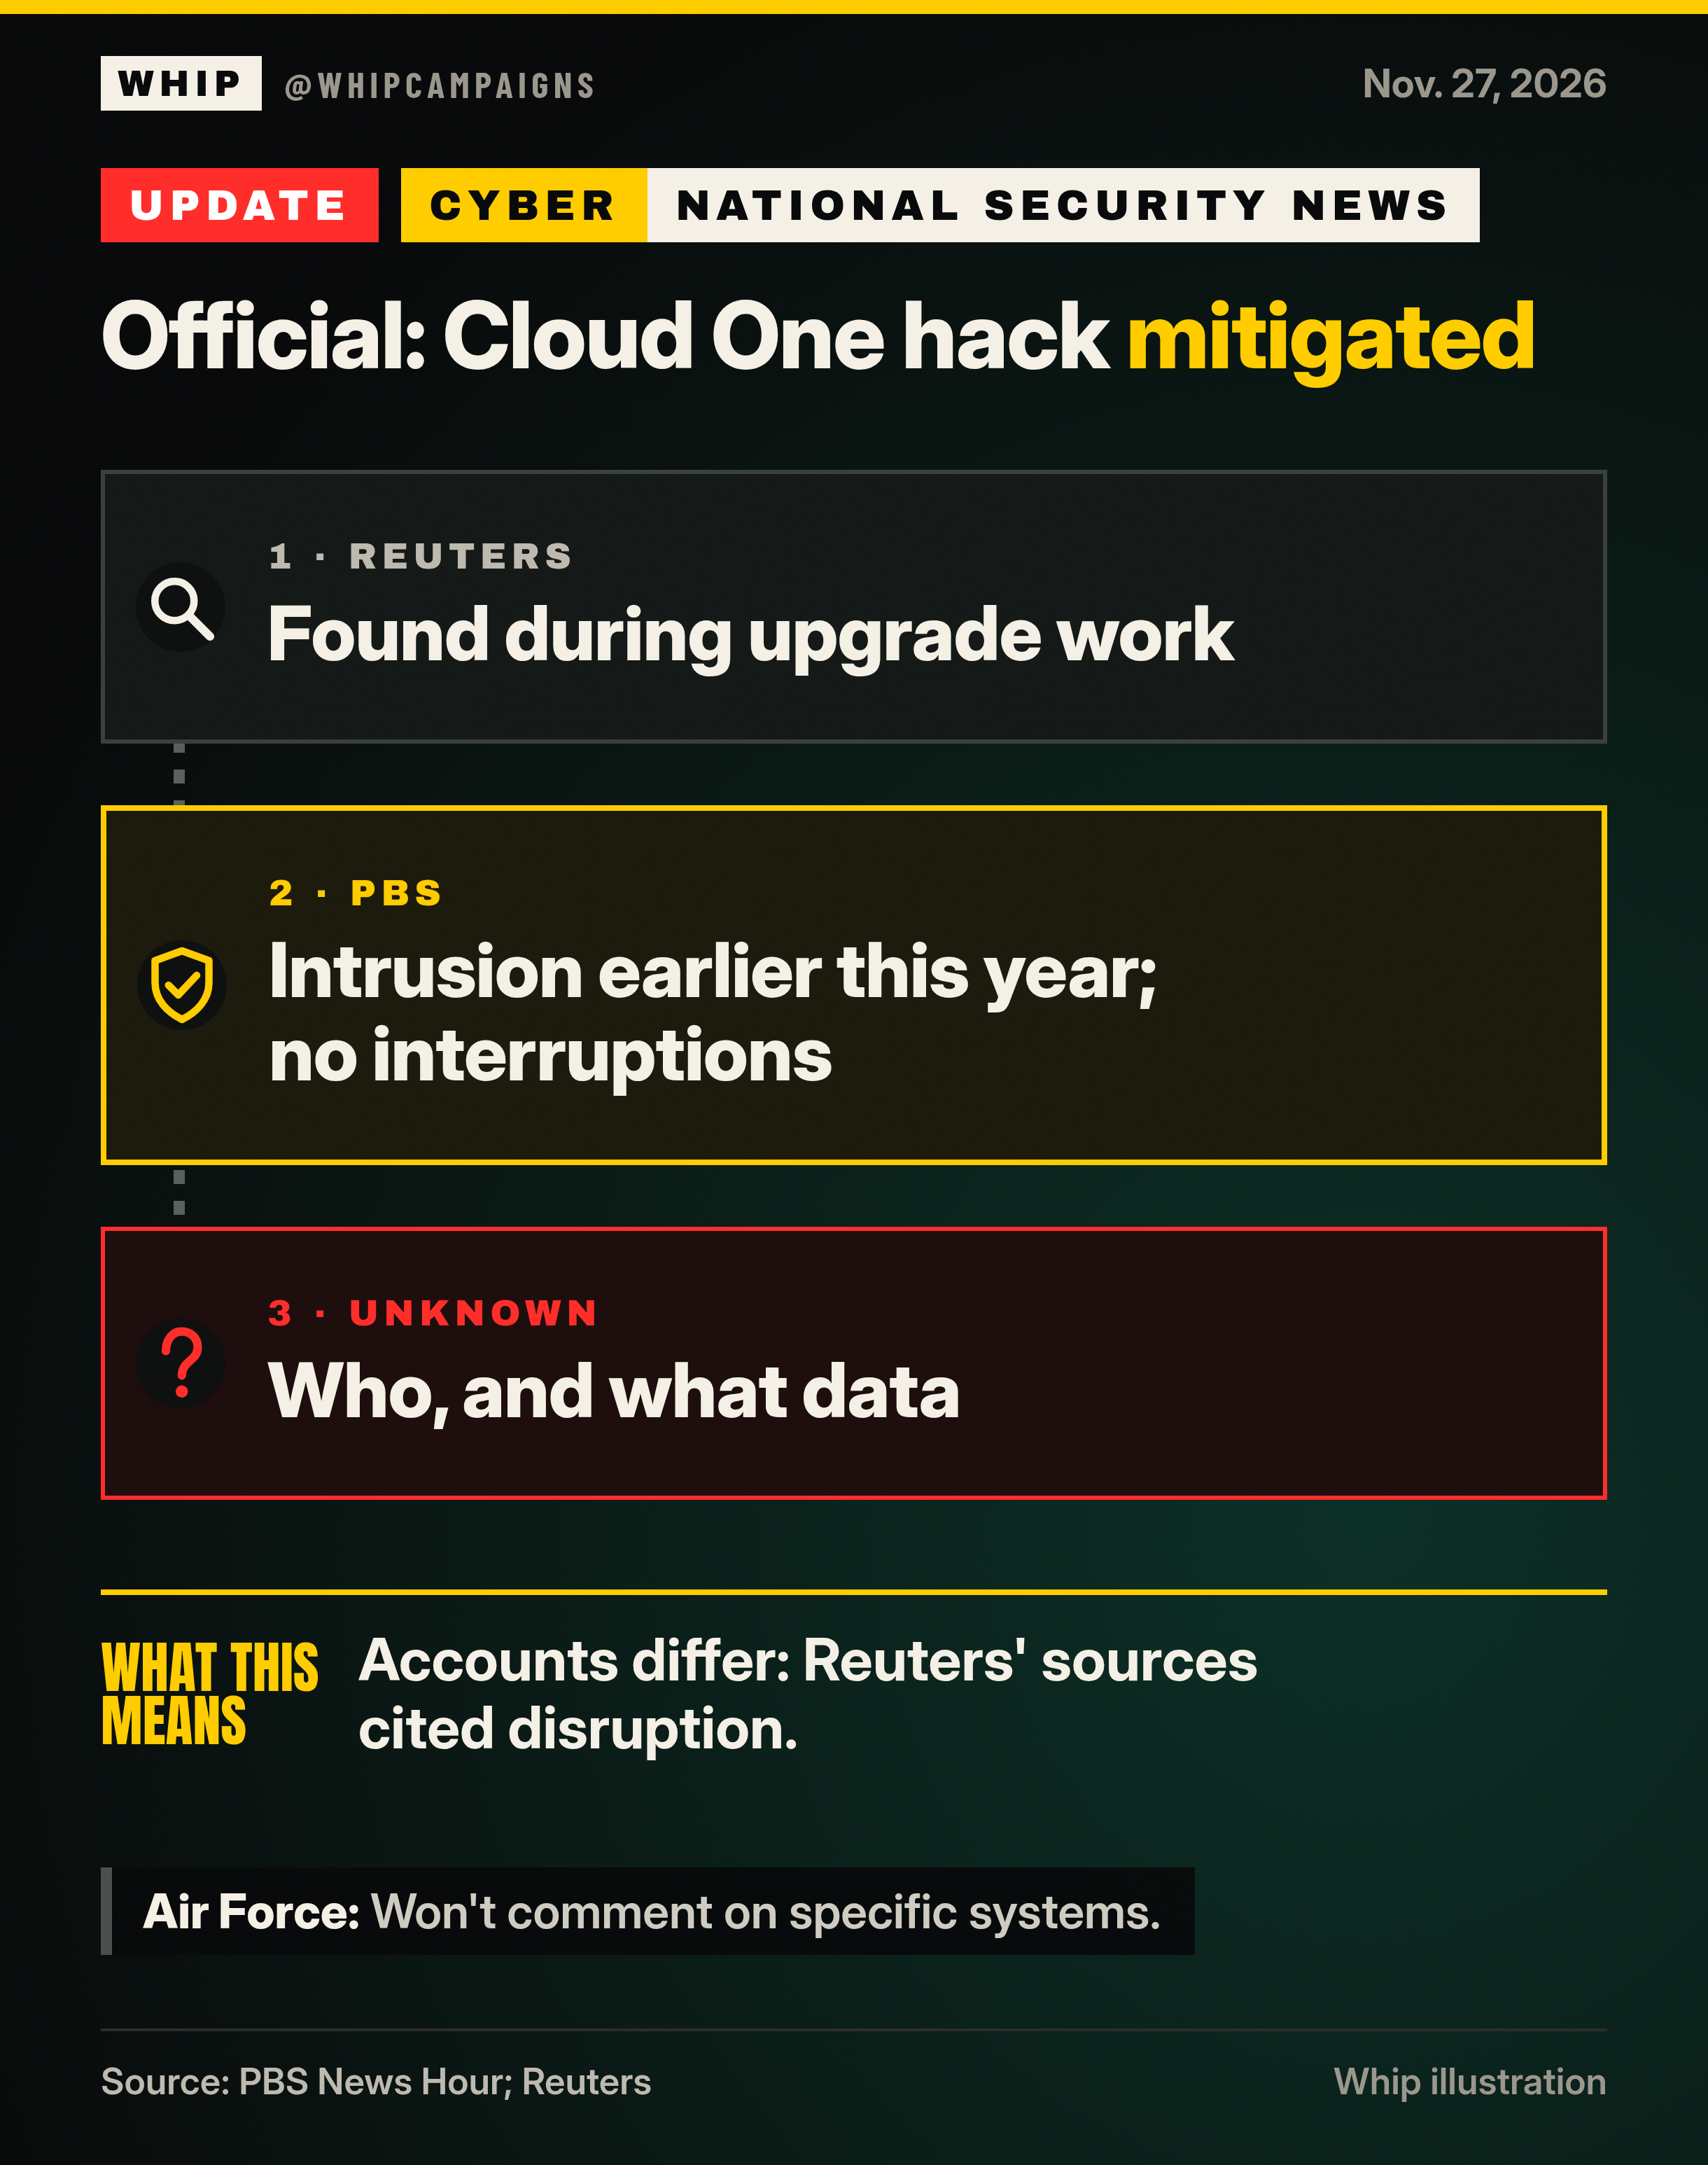 WHIP @WHIPCAMPAIGNS Nov. 27, 2026
UPDATE CYBER NATIONAL SECURITY NEWS
Official: Cloud One hack mitigated
1 · REUTERS
Found during upgrade work
2 · PBS
Intrusion earlier this year;
no interruptions
3 · UNKNOWN
Who, and what data
WHAT THIS
MEANS
Accounts differ: Reuters' sources
cited disruption.
Air Force: Won't comment on specific systems.
Source: PBS News Hour; Reuters Whip illustration